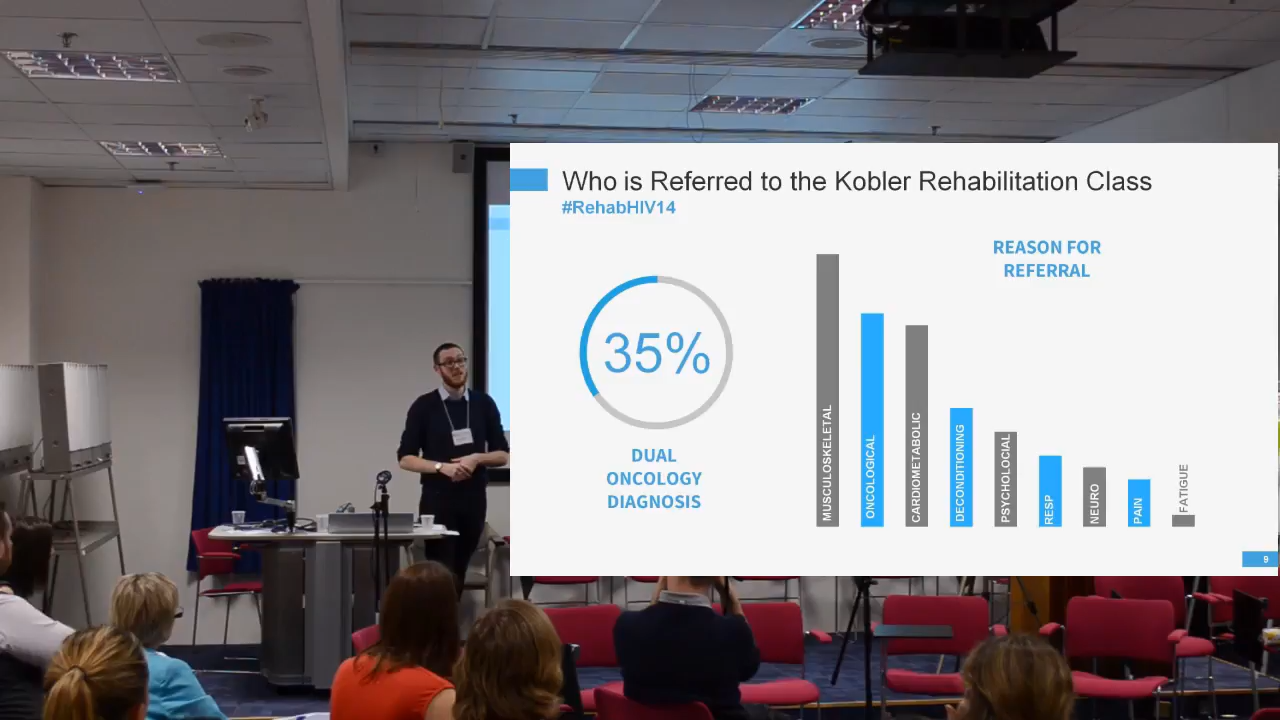 Who is Referred to the Kobler Rehabilitation Class
#RehabHIV14
REASON FOR
REFERRAL
35%
DUAL
ONCOLOGY
DIAGNOSIS
MUSCULOSKELETAL
ONCOLOGICAL
CARDIOMETABOLIC
DECONDITIONING
PSYCHOLOCIAL
RESP
NEURO
PAIN
FATIGUE
9